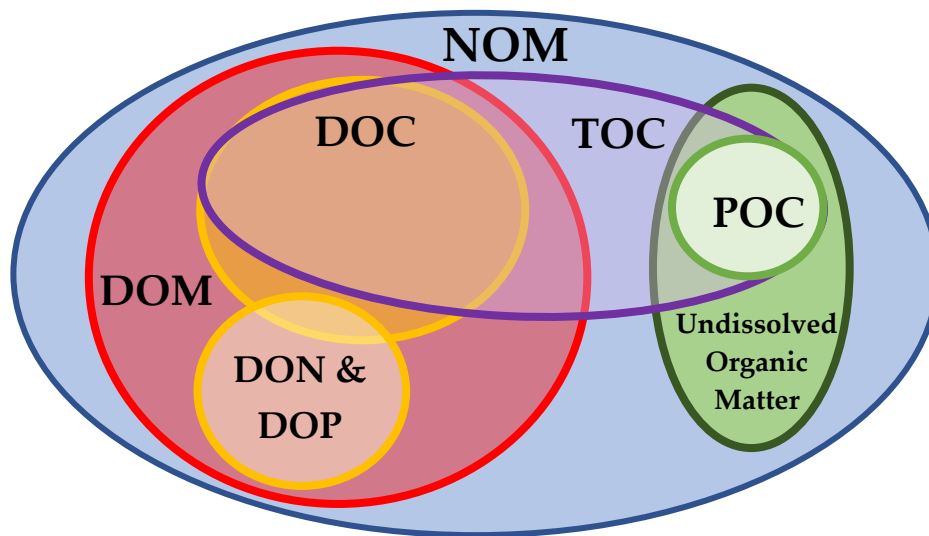 NOM
DOC
TOC
POC
DOM
Undissolved
Organic
Matter
DON &
DOP